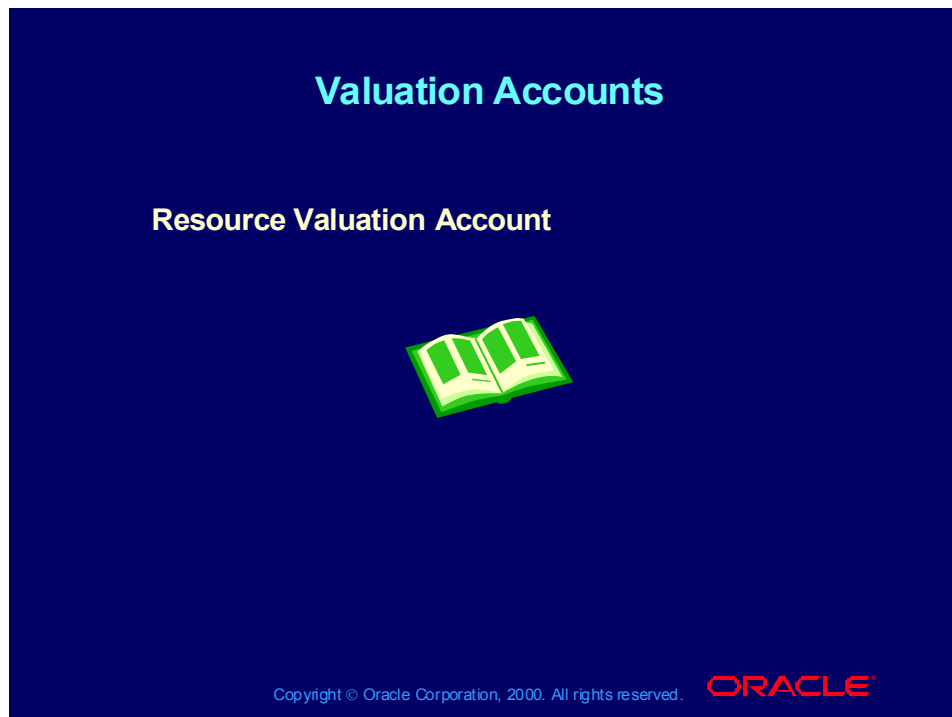 Valuation Accounts
Resource Valuation Account
Copyright © Oracle Corporation, 2000. All rights reserved.
ORACLE®